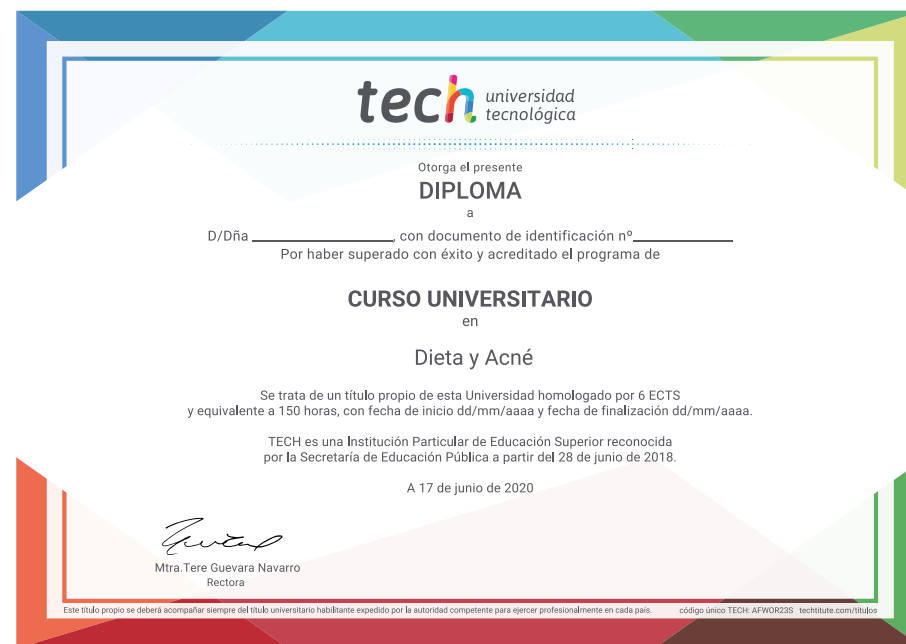 tech universidad
tecnológica
Otorga el presente
DIPLOMA
a
D/Dña ____________, con documento de identificación nº____________
Por haber superado con éxito y acreditado el programa de
CURSO UNIVERSITARIO
en
Dieta y Acné
Se trata de un título propio de esta Universidad homologado por 6 ECTS
y equivalente a 150 horas, con fecha de inicio dd/mm/aaaa y fecha de finalización dd/mm/aaaa.
TECH es una Institución Particular de Educación Superior reconocida
por la Secretaría de Educación Pública a partir del 28 de junio de 2018.
A 17 de junio de 2020
Mtra.Tere Guevara Navarro
Rectora
Este título propio se deberá acompañar siempre del título universitario habilitante expedido por la autoridad competente para ejercer profesionalmente en cada país. código único TECH: AFWOR23S techtitute.com/titulos